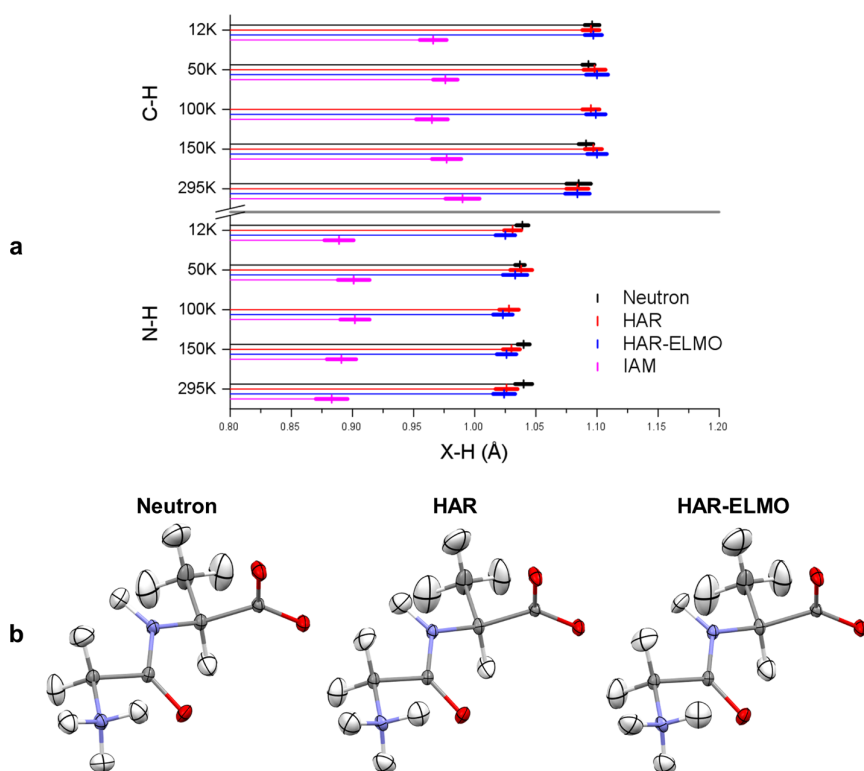 a
C-H
12K
50K
100K
150K
295K
N-H
12K
50K
100K
150K
295K
Neutron
HAR
HAR-ELMO
IAM
0.80 0.85 0.90 0.95 1.00 1.05 1.10 1.15 1.20
X-H (Å)
b
Neutron HAR HAR-ELMO